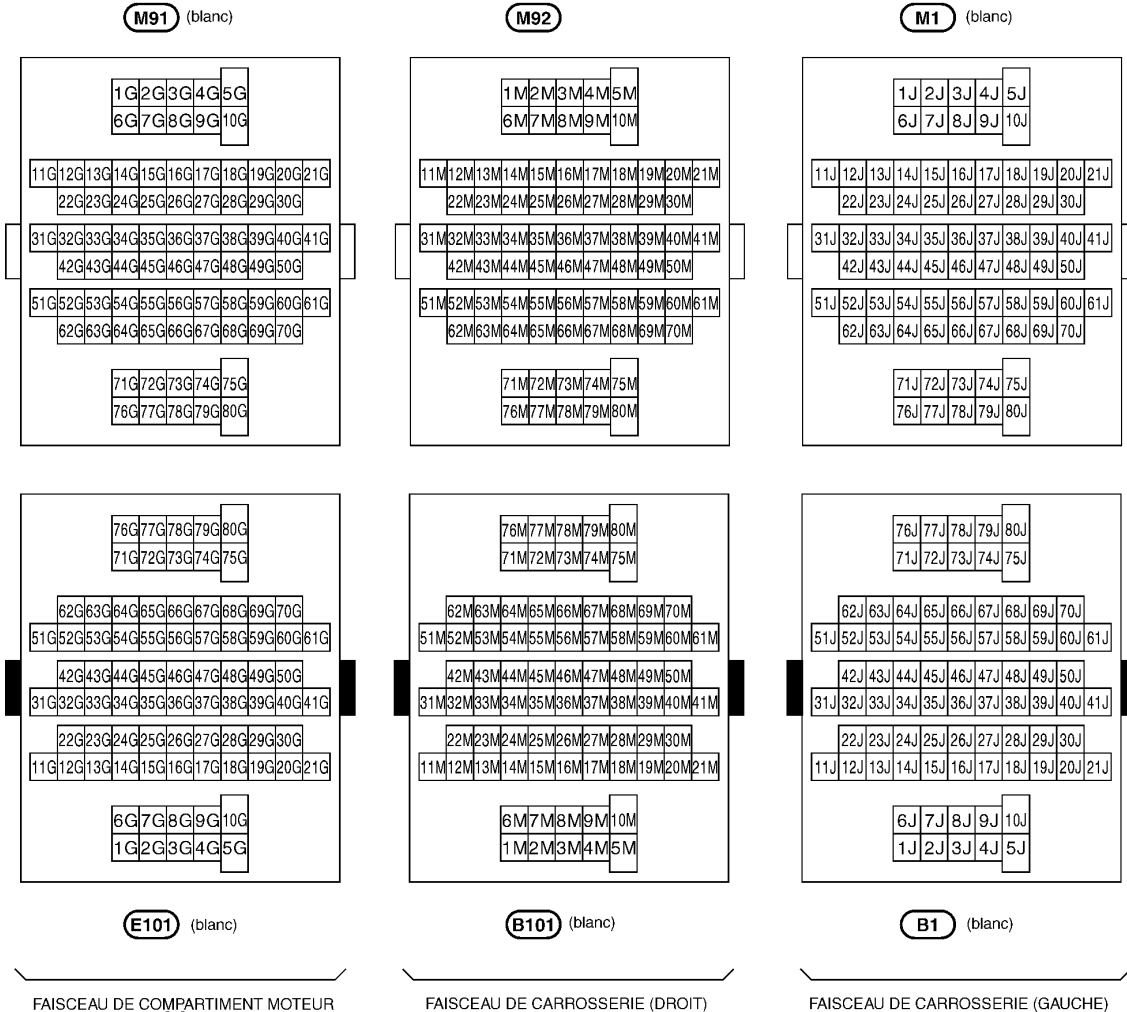 M91 (blanc) M92 M1 (blanc)
1G 2G 3G 4G 5G 1M 2M 3M 4M 5M 1J 2J 3J 4J 5J
6G 7G 8G 9G 10G 6M 7M 8M 9M 10M 6J 7J 8J 9J 10J
11G 12G 13G 14G 15G 16G 17G 18G 19G 20G 21G 11M 12M 13M 14M 15M 16M 17M 18M 19M 20M 21M 11J 12J 13J 14J 15J 16J 17J 18J 19J 20J 21J
22G 23G 24G 25G 26G 27G 28G 29G 30G 22M 23M 24M 25M 26M 27M 28M 29M 30M 22J 23J 24J 25J 26J 27J 28J 29J 30J
31G 32G 33G 34G 35G 36G 37G 38G 39G 40G 41G 31M 32M 33M 34M 35M 36M 37M 38M 39M 40M 41M 31J 32J 33J 34J 35J 36J 37J 38J 39J 40J 41J
42G 43G 44G 45G 46G 47G 48G 49G 50G 42M 43M 44M 45M 46M 47M 48M 49M 50M 42J 43J 44J 45J 46J 47J 48J 49J 50J
51G 52G 53G 54G 55G 56G 57G 58G 59G 60G 61G 51M 52M 53M 54M 55M 56M 57M 58M 59M 60M 61M 51J 52J 53J 54J 55J 56J 57J 58J 59J 60J 61J
62G 63G 64G 65G 66G 67G 68G 69G 70G 62M 63M 64M 65M 66M 67M 68M 69M 70M 62J 63J 64J 65J 66J 67J 68J 69J 70J
71G 72G 73G 74G 75G 71M 72M 73M 74M 75M 71J 72J 73J 74J 75J
76G 77G 78G 79G 80G 76M 77M 78M 79M 80M 76J 77J 78J 79J 80J
76G 77G 78G 79G 80G 76M 77M 78M 79M 80M 76J 77J 78J 79J 80J
71G 72G 73G 74G 75G 71M 72M 73M 74M 75M 71J 72J 73J 74J 75J
62G 63G 64G 65G 66G 67G 68G 69G 70G 62M 63M 64M 65M 66M 67M 68M 69M 70M 62J 63J 64J 65J 66J 67J 68J 69J 70J
51G 52G 53G 54G 55G 56G 57G 58G 59G 60G 61G 51M 52M 53M 54M 55M 56M 57M 58M 59M 60M 61M 51J 52J 53J 54J 55J 56J 57J 58J 59J 60J 61J
42G 43G 44G 45G 46G 47G 48G 49G 50G 42M 43M 44M 45M 46M 47M 48M 49M 50M 42J 43J 44J 45J 46J 47J 48J 49J 50J
31G 32G 33G 34G 35G 36G 37G 38G 39G 40G 41G 31M 32M 33M 34M 35M 36M 37M 38M 39M 40M 41M 31J 32J 33J 34J 35J 36J 37J 38J 39J 40J 41J
22G 23G 24G 25G 26G 27G 28G 29G 30G 22M 23M 24M 25M 26M 27M 28M 29M 30M 22J 23J 24J 25J 26J 27J 28J 29J 30J
11G 12G 13G 14G 15G 16G 17G 18G 19G 20G 21G 11M 12M 13M 14M 15M 16M 17M 18M 19M 20M 21M 11J 12J 13J 14J 15J 16J 17J 18J 19J 20J 21J
6G 7G 8G 9G 10G 6M 7M 8M 9M 10M 6J 7J 8J 9J 10J
1G 2G 3G 4G 5G 1M 2M 3M 4M 5M 1J 2J 3J 4J 5J
E101 (blanc) B101 (blanc) B1 (blanc)
FAISCEAU DE COMPARTIMENT MOTEUR FAISCEAU DE CARROSSERIE (DROIT) FAISCEAU DE CARROSSERIE (GAUCHE)